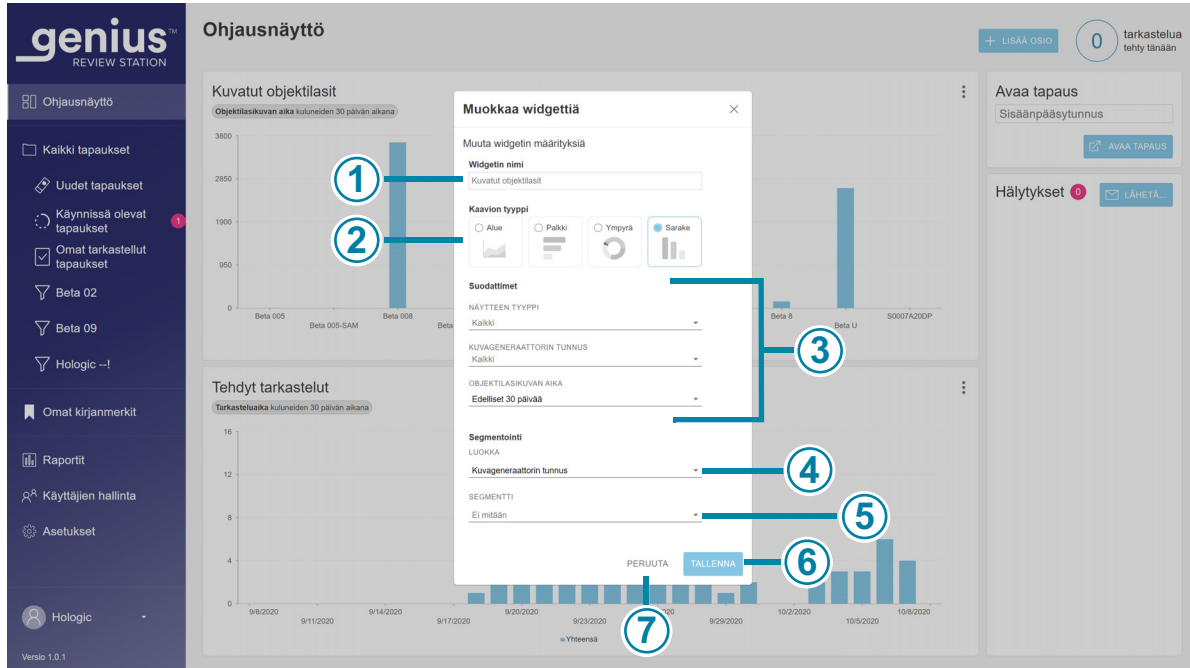 genius™
REVIEW STATION
Ohjausnäyttö
Kaikki tapaukset
Uudet tapaukset
Käynnissä olevat
tapaukset
1
Omat tarkastellut
tapaukset
Beta 02
Beta 09
Hologic --!
Omat kirjanmerkit
Raportit
Käyttäjien hallinta
Asetukset
Hologic
Versio 1.0.1
Ohjausnäyttö
+ LISÄÄ OSIO
0
tarkastelua
tehty tänään
Kuvatut objektilasit
Objektilasikuvan aika kuluneiden 30 päivän aikana
3800
2850
1900
950
0
Beta 005
Beta 005-SAM
Beta 008
Beta
Beta 8
Beta U
S0007A20DP
Tehdyt tarkastelut
Tarkasteluaika kuluneiden 30 päivän aikana
16
12
8
4
0
9/8/2020
9/11/2020
9/14/2020
9/17/2020
9/20/2020
9/23/2020
20
9/29/2020
10/2/2020
10/5/2020
10/8/2020
Yhteensä
Muokkaa widgettiä
Muuta widgetin määrityksiä
Widgetin nimi
Kuvatut objektilasit
1
Kaavion tyyppi
Alue
Palkki
Ympyrä
Sarake
2
Suodattimet
NÄYTTEEN TYYPPI
Kaikki
KUVAGENERAATTORIN TUNNUS
Kaikki
OBJEKTILASIKUVAN AIKA
Edelliset 30 päivää
3
Segmentointi
LUOKKA
Kuvageneraattorin tunnus
4
SEGMENTTI
Ei mitään
5
PERUUTA
TALLENNA
6
7
Avaa tapaus
Sisäänpääsytunnus
AVAA TAPAUS
Hälytykset
0
LÄHETÄ...